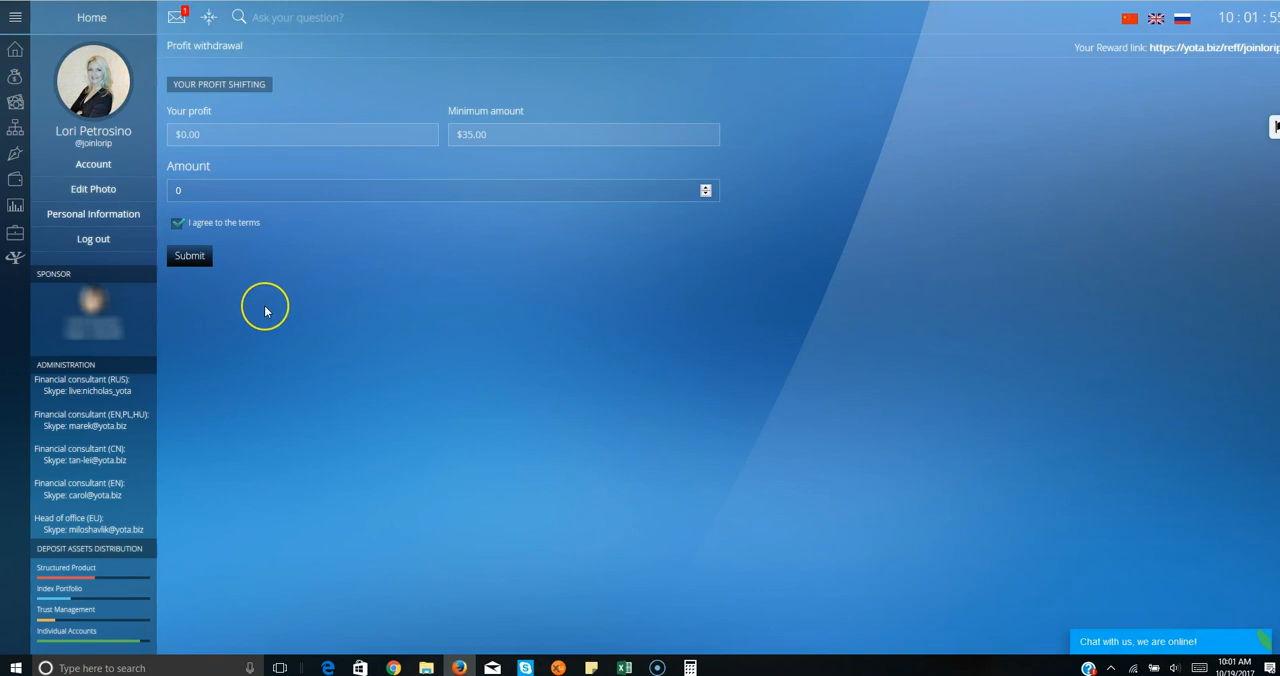 Home
1
Ask your question?
10 : 01 : 5
Profit withdrawal
Your Reward link: https://yota.biz/reff/joinlorip
YOUR PROFIT SHIFTING
Your profit
Minimum amount
$0.00
$35.00
Lori Petrosino
@joinlorip
Account
Edit Photo
Personal Information
Log out
Amount
0
I agree to the terms
Submit
SPONSOR
ADMINISTRATION
Financial consultant (RUS):
Skype: live:nicholas_yota
Financial consultant (EN,PL,HU):
Skype: marek@yota.biz
Financial consultant (CN):
Skype: tan-lei@yota.biz
Financial consultant (EN):
Skype: carol@yota.biz
Head of office (EU):
Skype: miloshavlik@yota.biz
DEPOSIT ASSETS DISTRIBUTION
Structured Product
Index Portfolio
Trust Management
Individual Accounts
Chat with us, we are online!
Type here to search
10:01 AM
10/19/2017